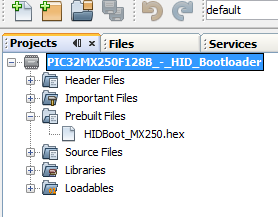 default
Projects
Files
Services
PIC32MX250F128B_-_HID_Bootloader
Header Files
Important Files
Prebuilt Files
HIDBoot_MX250.hex
Source Files
Libraries
Loadables